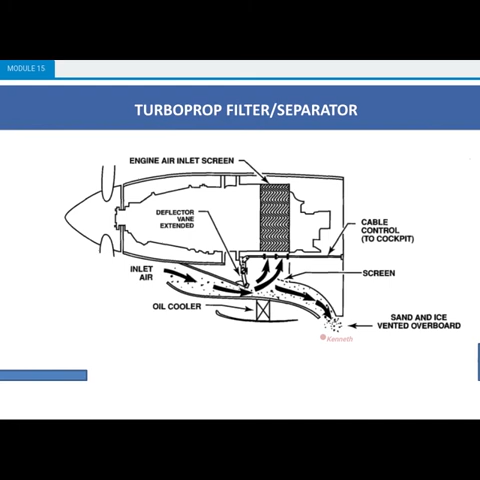 MODULE 15
TURBOPROP FILTER/SEPARATOR
ENGINE AIR INLET SCREEN
DEFLECTOR
VANE
EXTENDED
CABLE
CONTROL
(TO COCKPIT)
INLET
AIR
SCREEN
OIL COOLER
SAND AND ICE
VENTED OVERBOARD
Kenneth